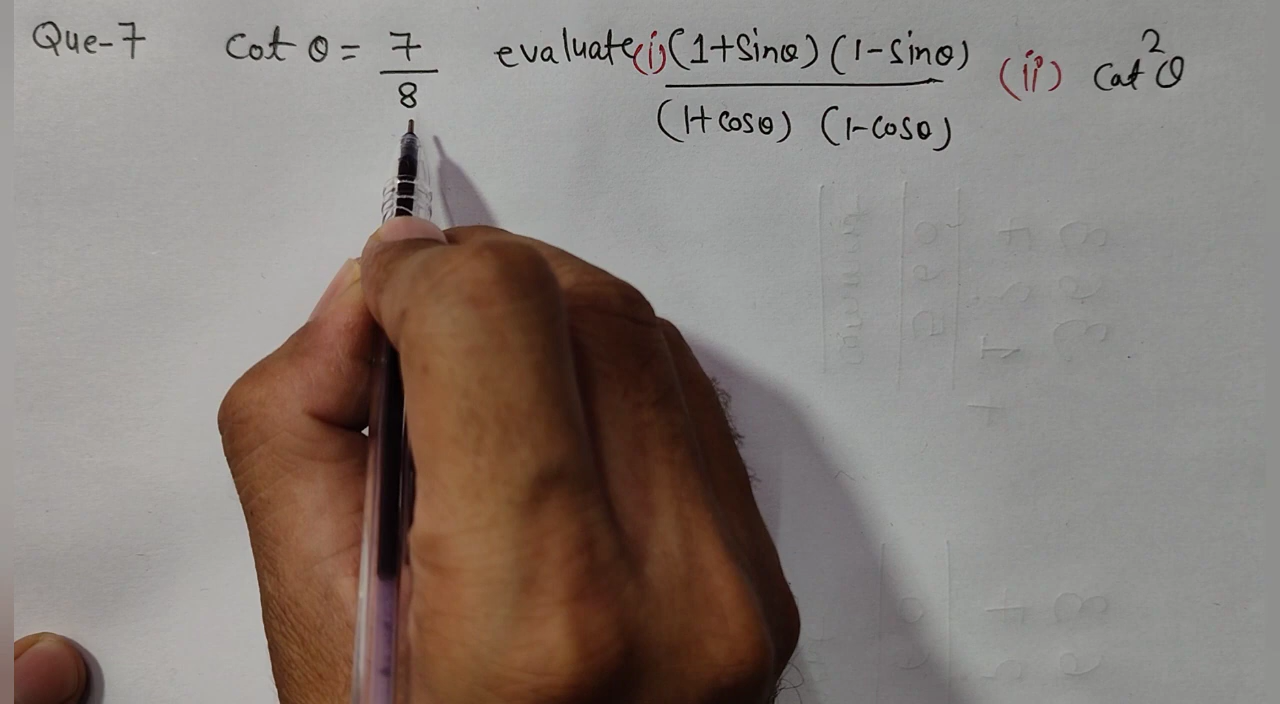 Que-7 Cot θ = 7/8 evaluate (i) (1+Sinθ) (1-Sinθ) / (1+cosθ) (1-cosθ) (ii) Cot²θ